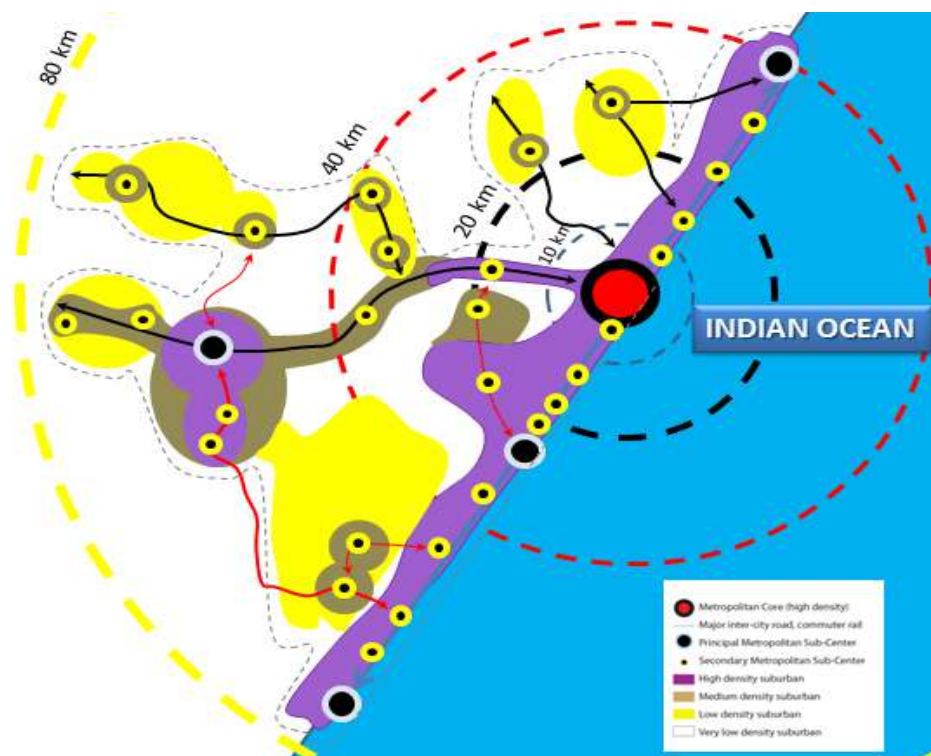 80 km
40 km
20 km
10 km
INDIAN OCEAN
Metropolitan Core (high density)
Major inter-city road, commuter rail
Principal Metropolitan Sub-Center
Secondary Metropolitan Sub-Center
High density suburban
Medium density suburban
Low density suburban
Very low density suburban